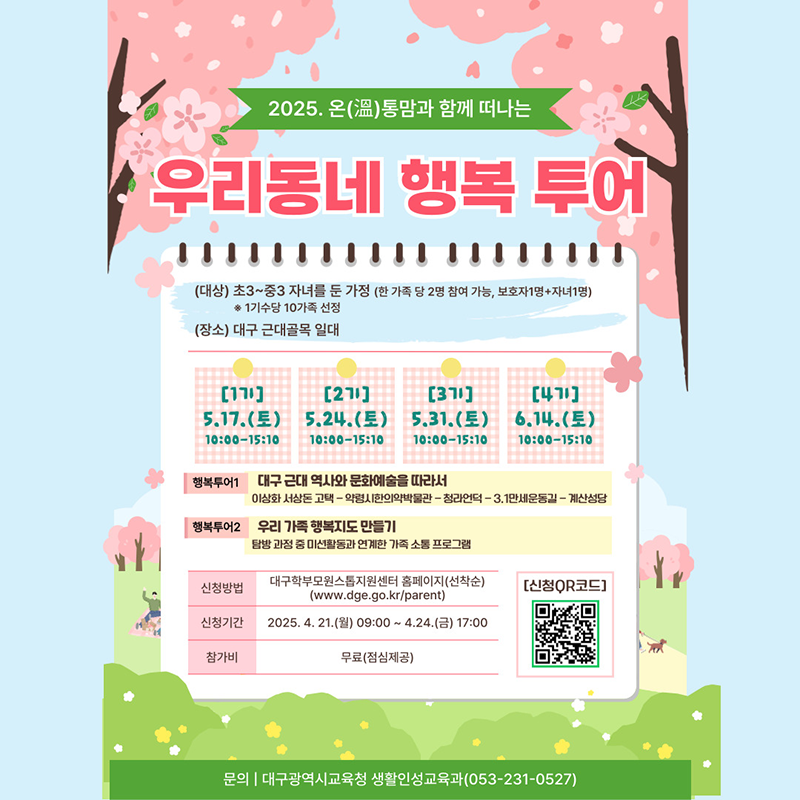 2025. 온(溫)통맘과 함께 떠나는
우리동네 행복 투어
(대상) 초3~중3 자녀를 둔 가정 (한 가족 당 2명 참여 가능, 보호자1명+자녀1명)
※ 1기수당 10가족 선정
(장소) 대구 근대골목 일대
[1기]
5.17.(토)
10:00-15:10
[2기]
5.24.(토)
10:00-15:10
[3기]
5.31.(토)
10:00-15:10
[4기]
6.14.(토)
10:00-15:10
행복투어1 대구 근대 역사와 문화예술을 따라서
이상화 서상돈 고택 – 약령시한의약박물관 – 청라언덕 – 3.1만세운동길 – 계산성당
행복투어2 우리 가족 행복지도 만들기
탐방 과정 중 미션활동과 연계한 가족 소통 프로그램
신청방법 대구학부모원스톱지원센터 홈페이지(선착순)
(www.dge.go.kr/parent)
신청기간 2025. 4. 21.(월) 09:00 ~ 4.24.(금) 17:00
참가비 무료(점심제공)
[신청QR코드]
문의 | 대구광역시교육청 생활인성교육과(053-231-0527)